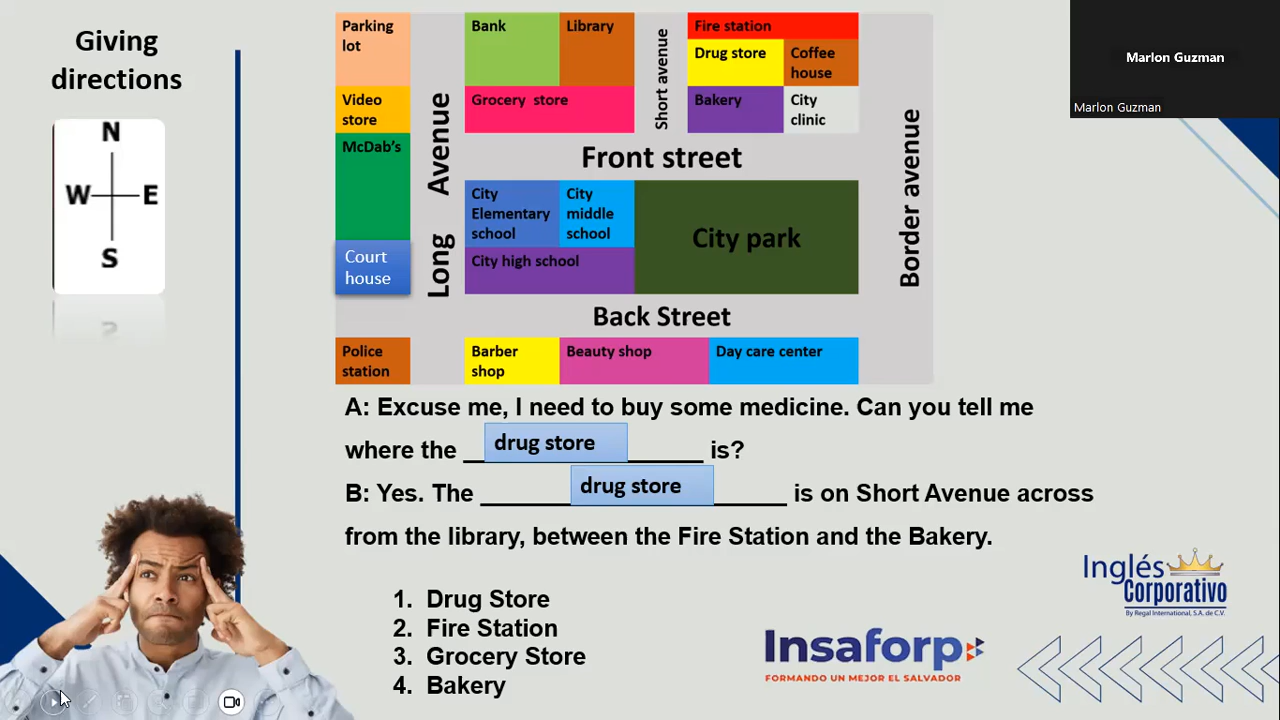 Giving
directions
N
W E
S
Parking
lot
Video
store
McDab's
Court
house
Police
station
Long Avenue
Bank
Library
Grocery store
Short avenue
Fire station
Drug store
Coffee
house
Bakery
City
clinic
Front street
City
Elementary
school
City
middle
school
City high school
City park
Border avenue
Back Street
Barber
shop
Beauty shop
Day care center
A: Excuse me, I need to buy some medicine. Can you tell me
where the drug store is?
B: Yes. The drug store is on Short Avenue across
from the library, between the Fire Station and the Bakery.
1. Drug Store
2. Fire Station
3. Grocery Store
4. Bakery
Marlon Guzman
Marlon Guzman
Inglés
Corporativo
By Regal International, S.A. de C.V.
Insaforp
FORMANDO UN MEJOR EL SALVADOR